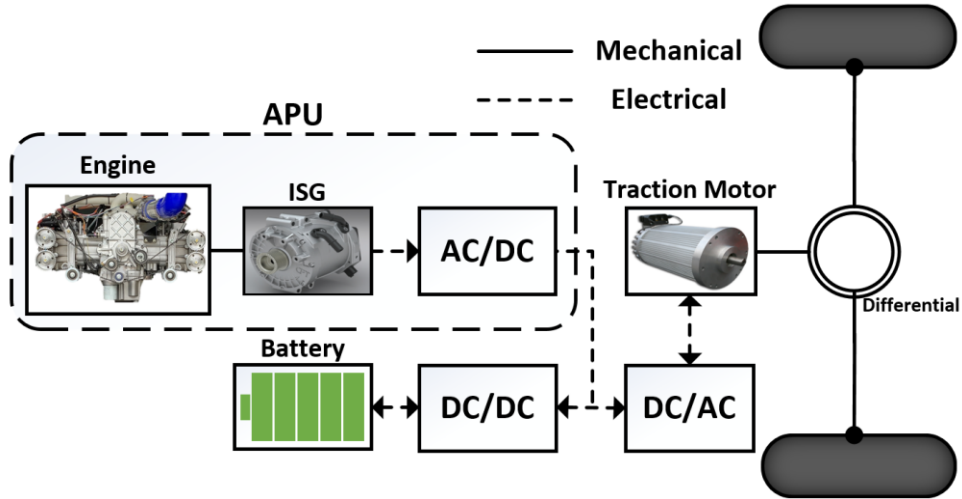 Mechanical
Electrical
APU
Engine
ISG
AC/DC
Traction Motor
Differential
Battery
DC/DC
DC/AC